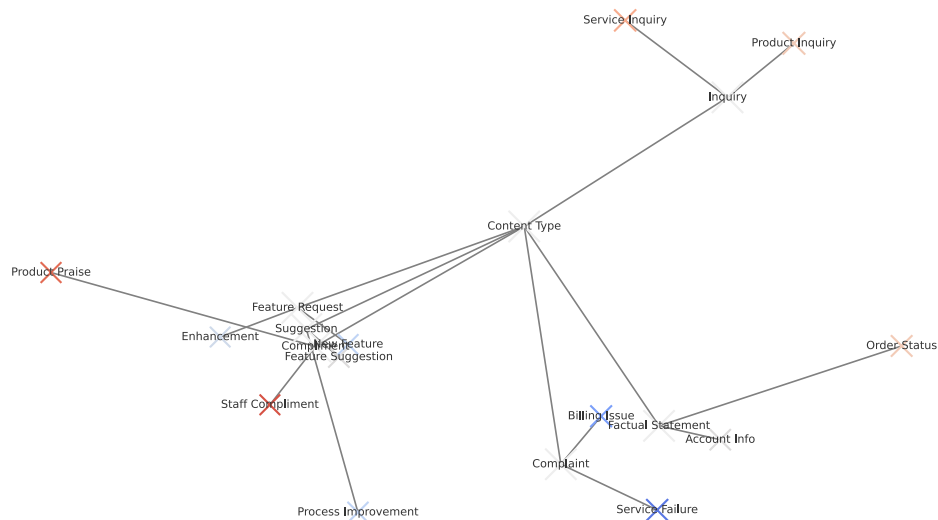 Service Inquiry
Product Inquiry
Inquiry
Content Type
Product Praise
Feature Request
Suggestion
Enhancement
New Feature
Compliment
Order Status
Feature Suggestion
Staff Compliment
Billing Issue
Factual Statement
Account Info
Complaint
Service Failure
Process Improvement